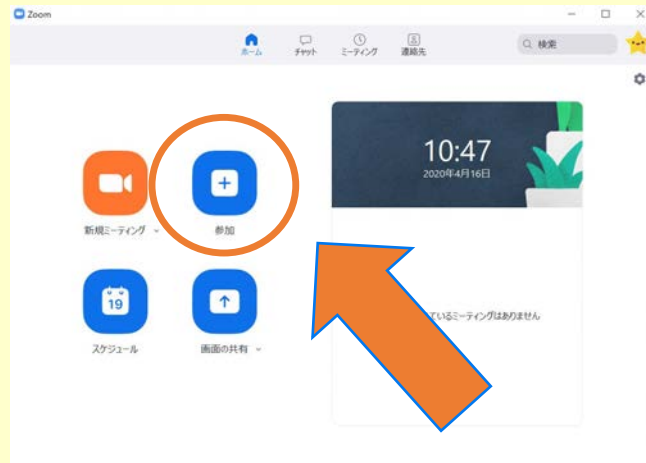 Zoom
ホーム
チャット
ミーティング
連絡先
検索
10:47
2020年4月16日
新規ミーティング
参加
19
スケジュール
画面の共有
ているミーティングはありません